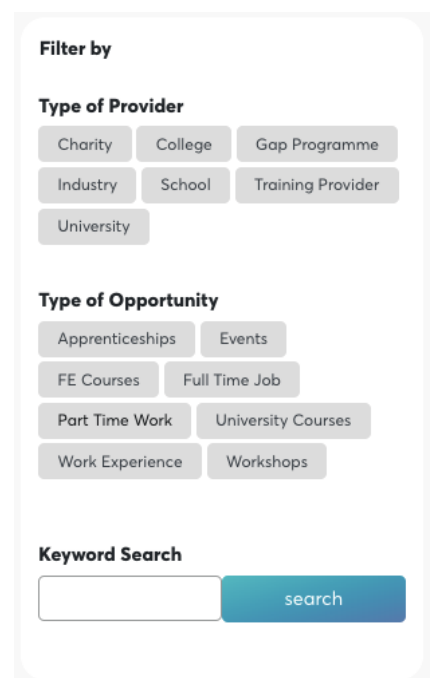 Filter by
Type of Provider
Charity College Gap Programme
Industry School Training Provider
University
Type of Opportunity
Apprenticeships Events
FE Courses Full Time Job
Part Time Work University Courses
Work Experience Workshops
Keyword Search
search